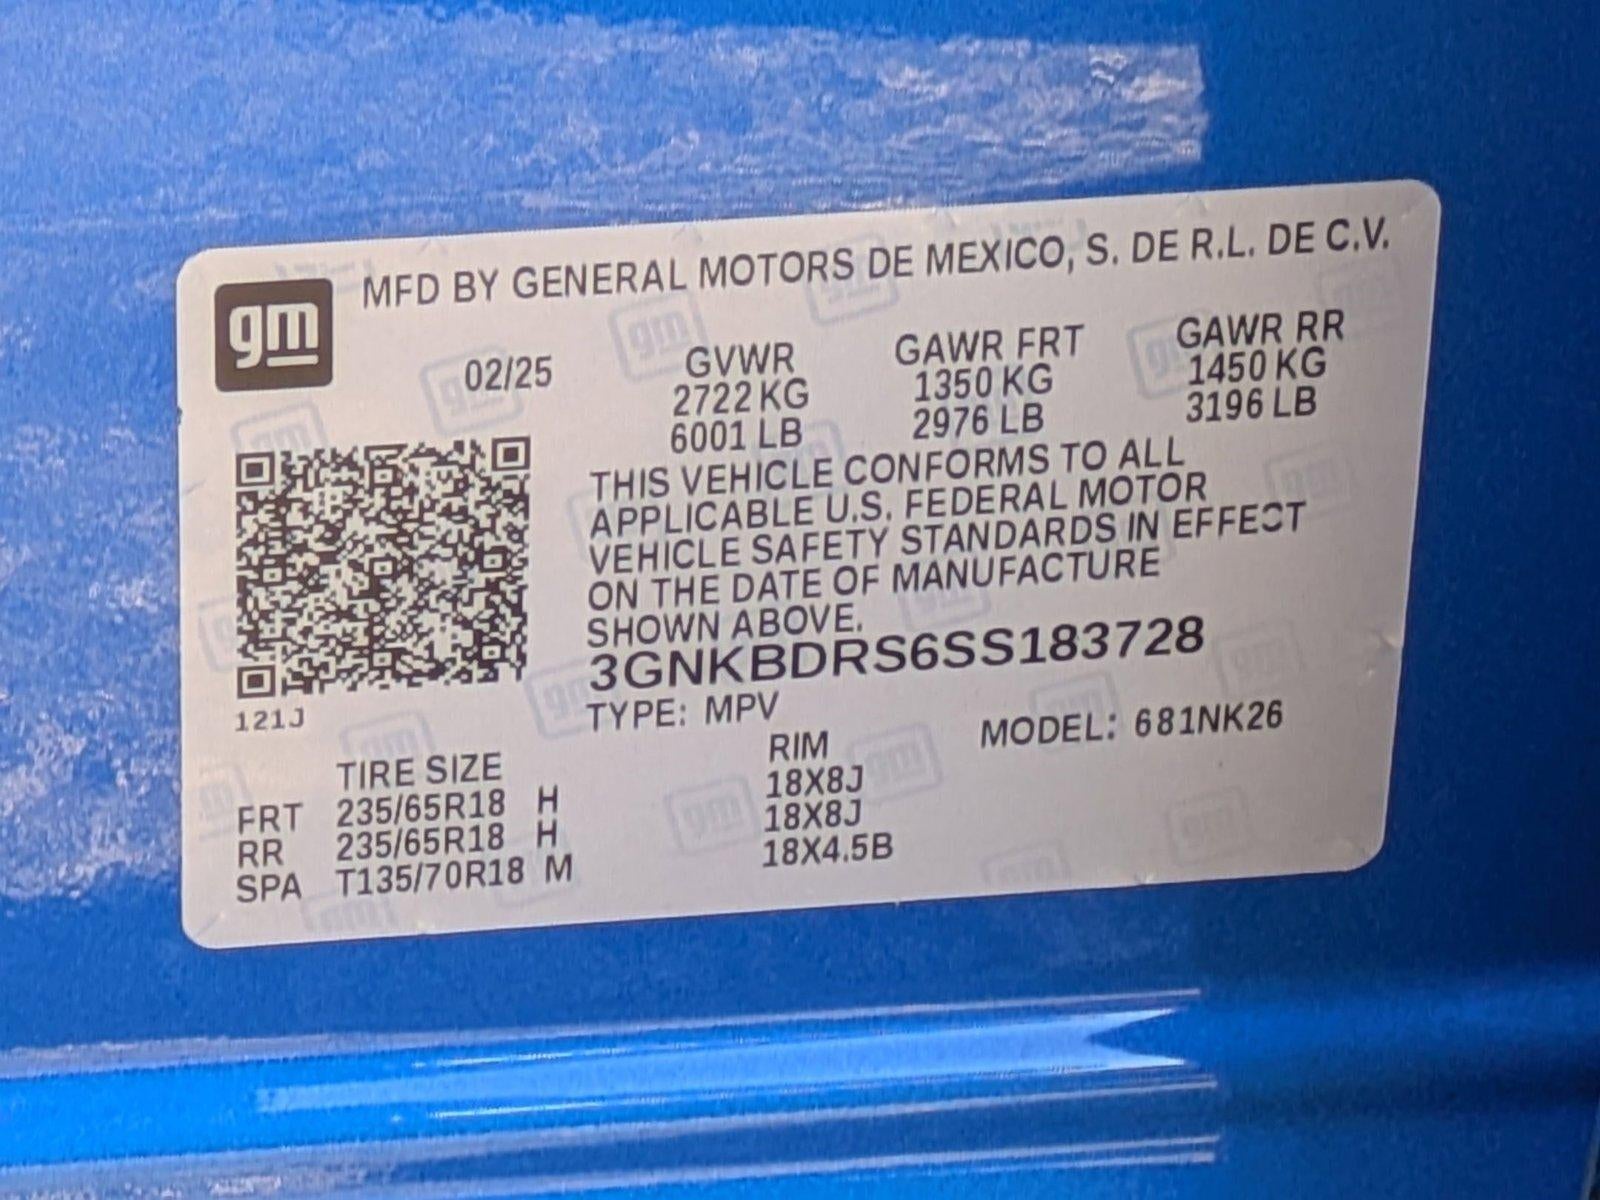 gm
MFD BY GENERAL MOTORS DE MEXICO, S. DE R.L. DE C.V.
02/25
GVWR GAWR FRT GAWR RR
2722 KG 1350 KG 1450 KG
6001 LB 2976 LB 3196 LB
THIS VEHICLE CONFORMS TO ALL
APPLICABLE U.S. FEDERAL MOTOR
VEHICLE SAFETY STANDARDS IN EFFECT
ON THE DATE OF MANUFACTURE
SHOWN ABOVE.
3GNKBDRS6SS183728
121J
TYPE: MPV MODEL: 681NK26
TIRE SIZE RIM
FRT 235/65R18 H 18X8J
RR 235/65R18 H 18X8J
SPA T135/70R18 M 18X4.5B